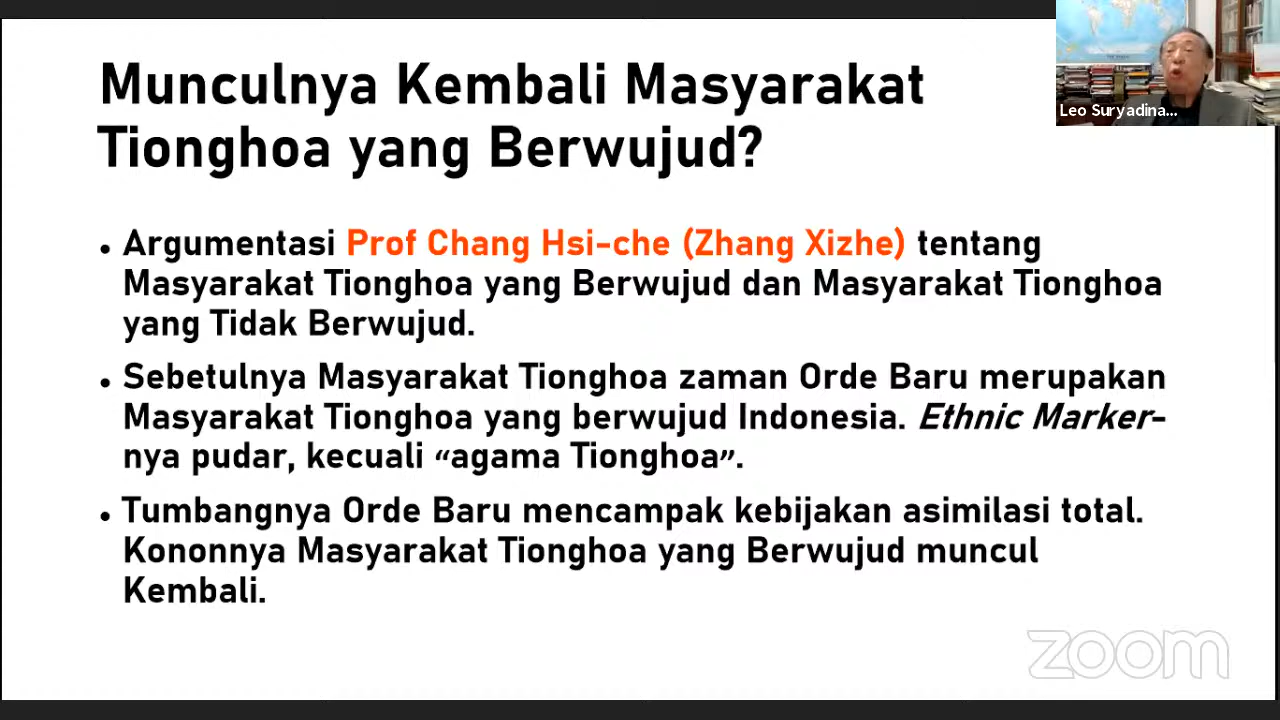 Munculnya Kembali Masyarakat
Tionghoa yang Berwujud?
Leo Suryadina...
• Argumentasi Prof Chang Hsi-che (Zhang Xizhe) tentang
Masyarakat Tionghoa yang Berwujud dan Masyarakat Tionghoa
yang Tidak Berwujud.
• Sebetulnya Masyarakat Tionghoa zaman Orde Baru merupakan
Masyarakat Tionghoa yang berwujud Indonesia. Ethnic Marker-
nya pudar, kecuali “agama Tionghoa”.
• Tumbangnya Orde Baru mencampak kebijakan asimilasi total.
Kononnya Masyarakat Tionghoa yang Berwujud muncul
Kembali.
zoom